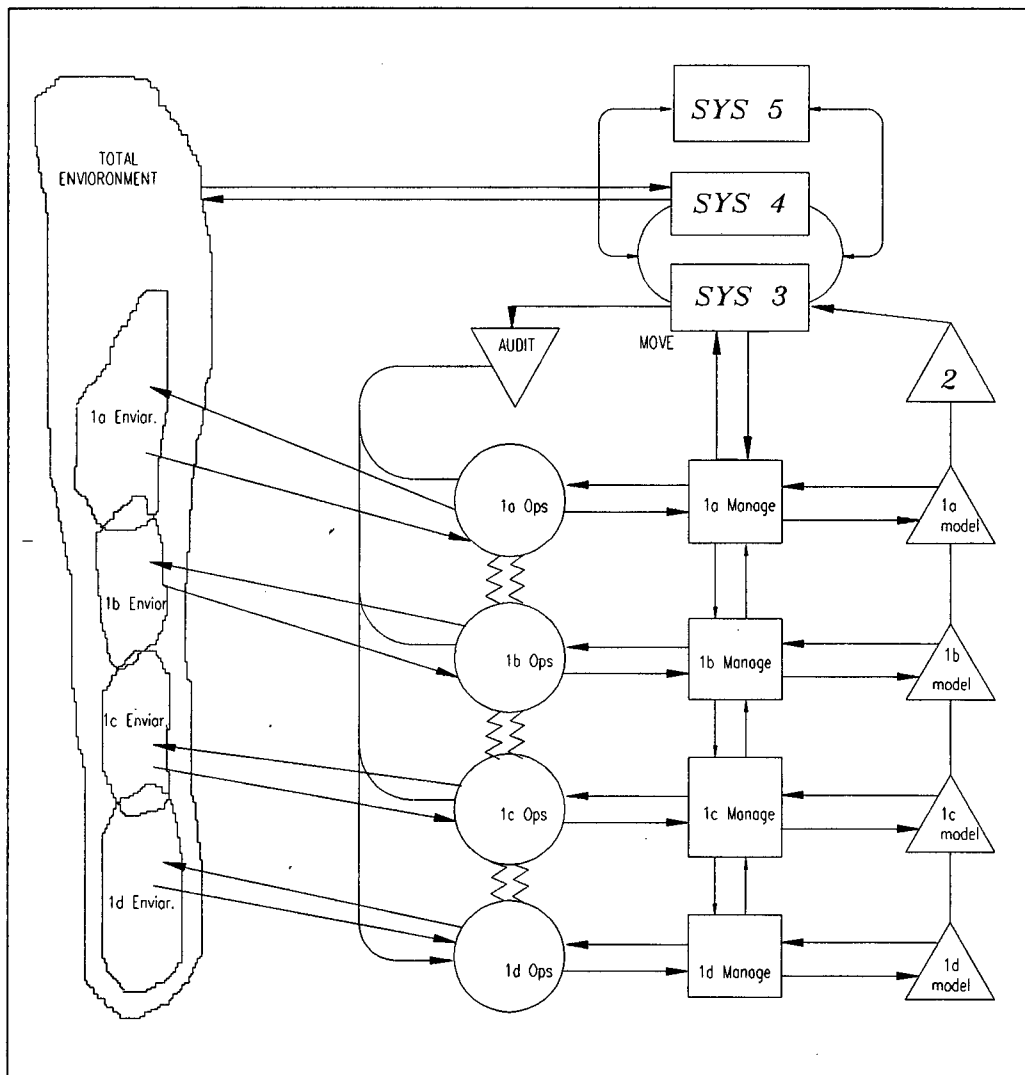 SYS 5
TOTAL
ENVIORONMENT
SYS 4
SYS 3
AUDIT
MOVE
2
1a Enviar.
1a Ops
1a Manage
1a
model
1b Envior
1b Ops
1b Manage
1b
model
1c Enviar.
1c Ops
1c Manage
1c
model
1d Enviar.
1d Ops
1d Manage
1d
model